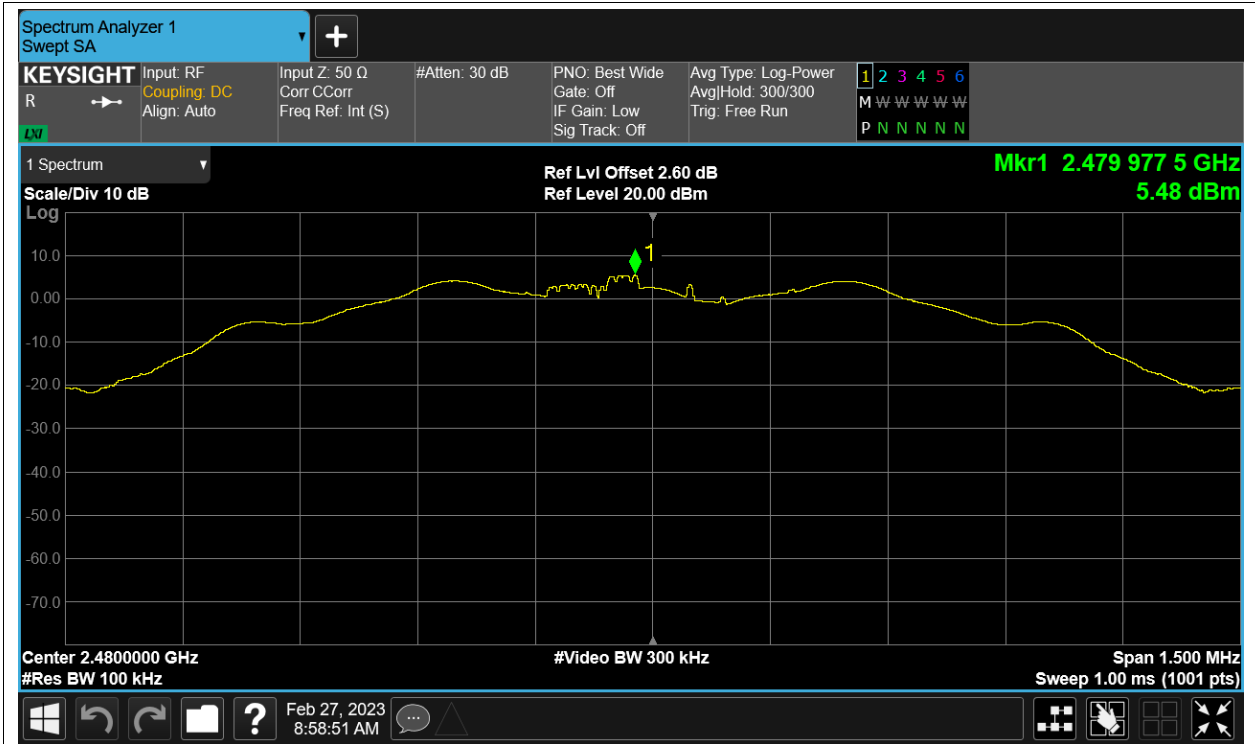 Spectrum Analyzer 1
Swept SA
KEYSIGHT
R
LXI
Input: RF
Coupling: DC
Align: Auto
Input Z: 50 Ω
Corr CCorr
Freq Ref: Int (S)
#Atten: 30 dB
PNO: Best Wide
Gate: Off
IF Gain: Low
Sig Track: Off
Avg Type: Log-Power
Avg|Hold: 300/300
Trig: Free Run
1 2 3 4 5 6
M W W W W W
P N N N N N
1 Spectrum
Scale/Div 10 dB
Log
Ref Lvl Offset 2.60 dB
Ref Level 20.00 dBm
Mkr1 2.479 977 5 GHz
5.48 dBm
1
10.0
0.00
-10.0
-20.0
-30.0
-40.0
-50.0
-60.0
-70.0
Center 2.4800000 GHz
#Res BW 100 kHz
#Video BW 300 kHz
Span 1.500 MHz
Sweep 1.00 ms (1001 pts)
?
Feb 27, 2023
8:58:51 AM